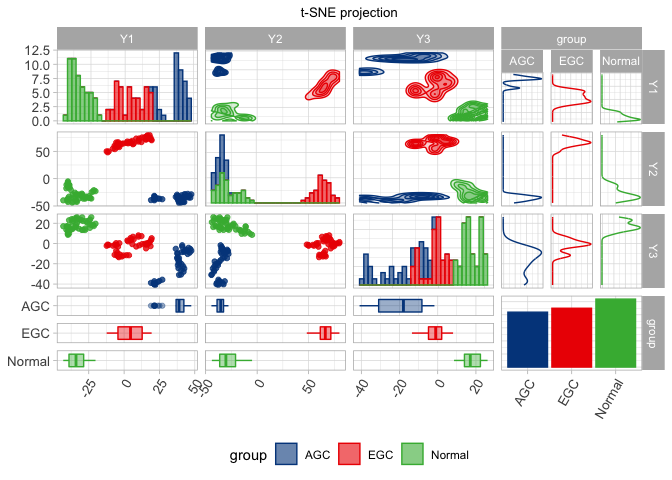 t-SNE projection
Y1 Y2 Y3 group
AGC EGC Normal
12.5
10.0
7.5
5.0
2.5
0.0
Y1
50
0
-50
Y2
20
0
-20
-40
Y3
AGC
EGC
Normal
group
-25 0 25 50
-50 0 50
-40 -20 0 20
AGC EGC Normal
group AGC EGC Normal